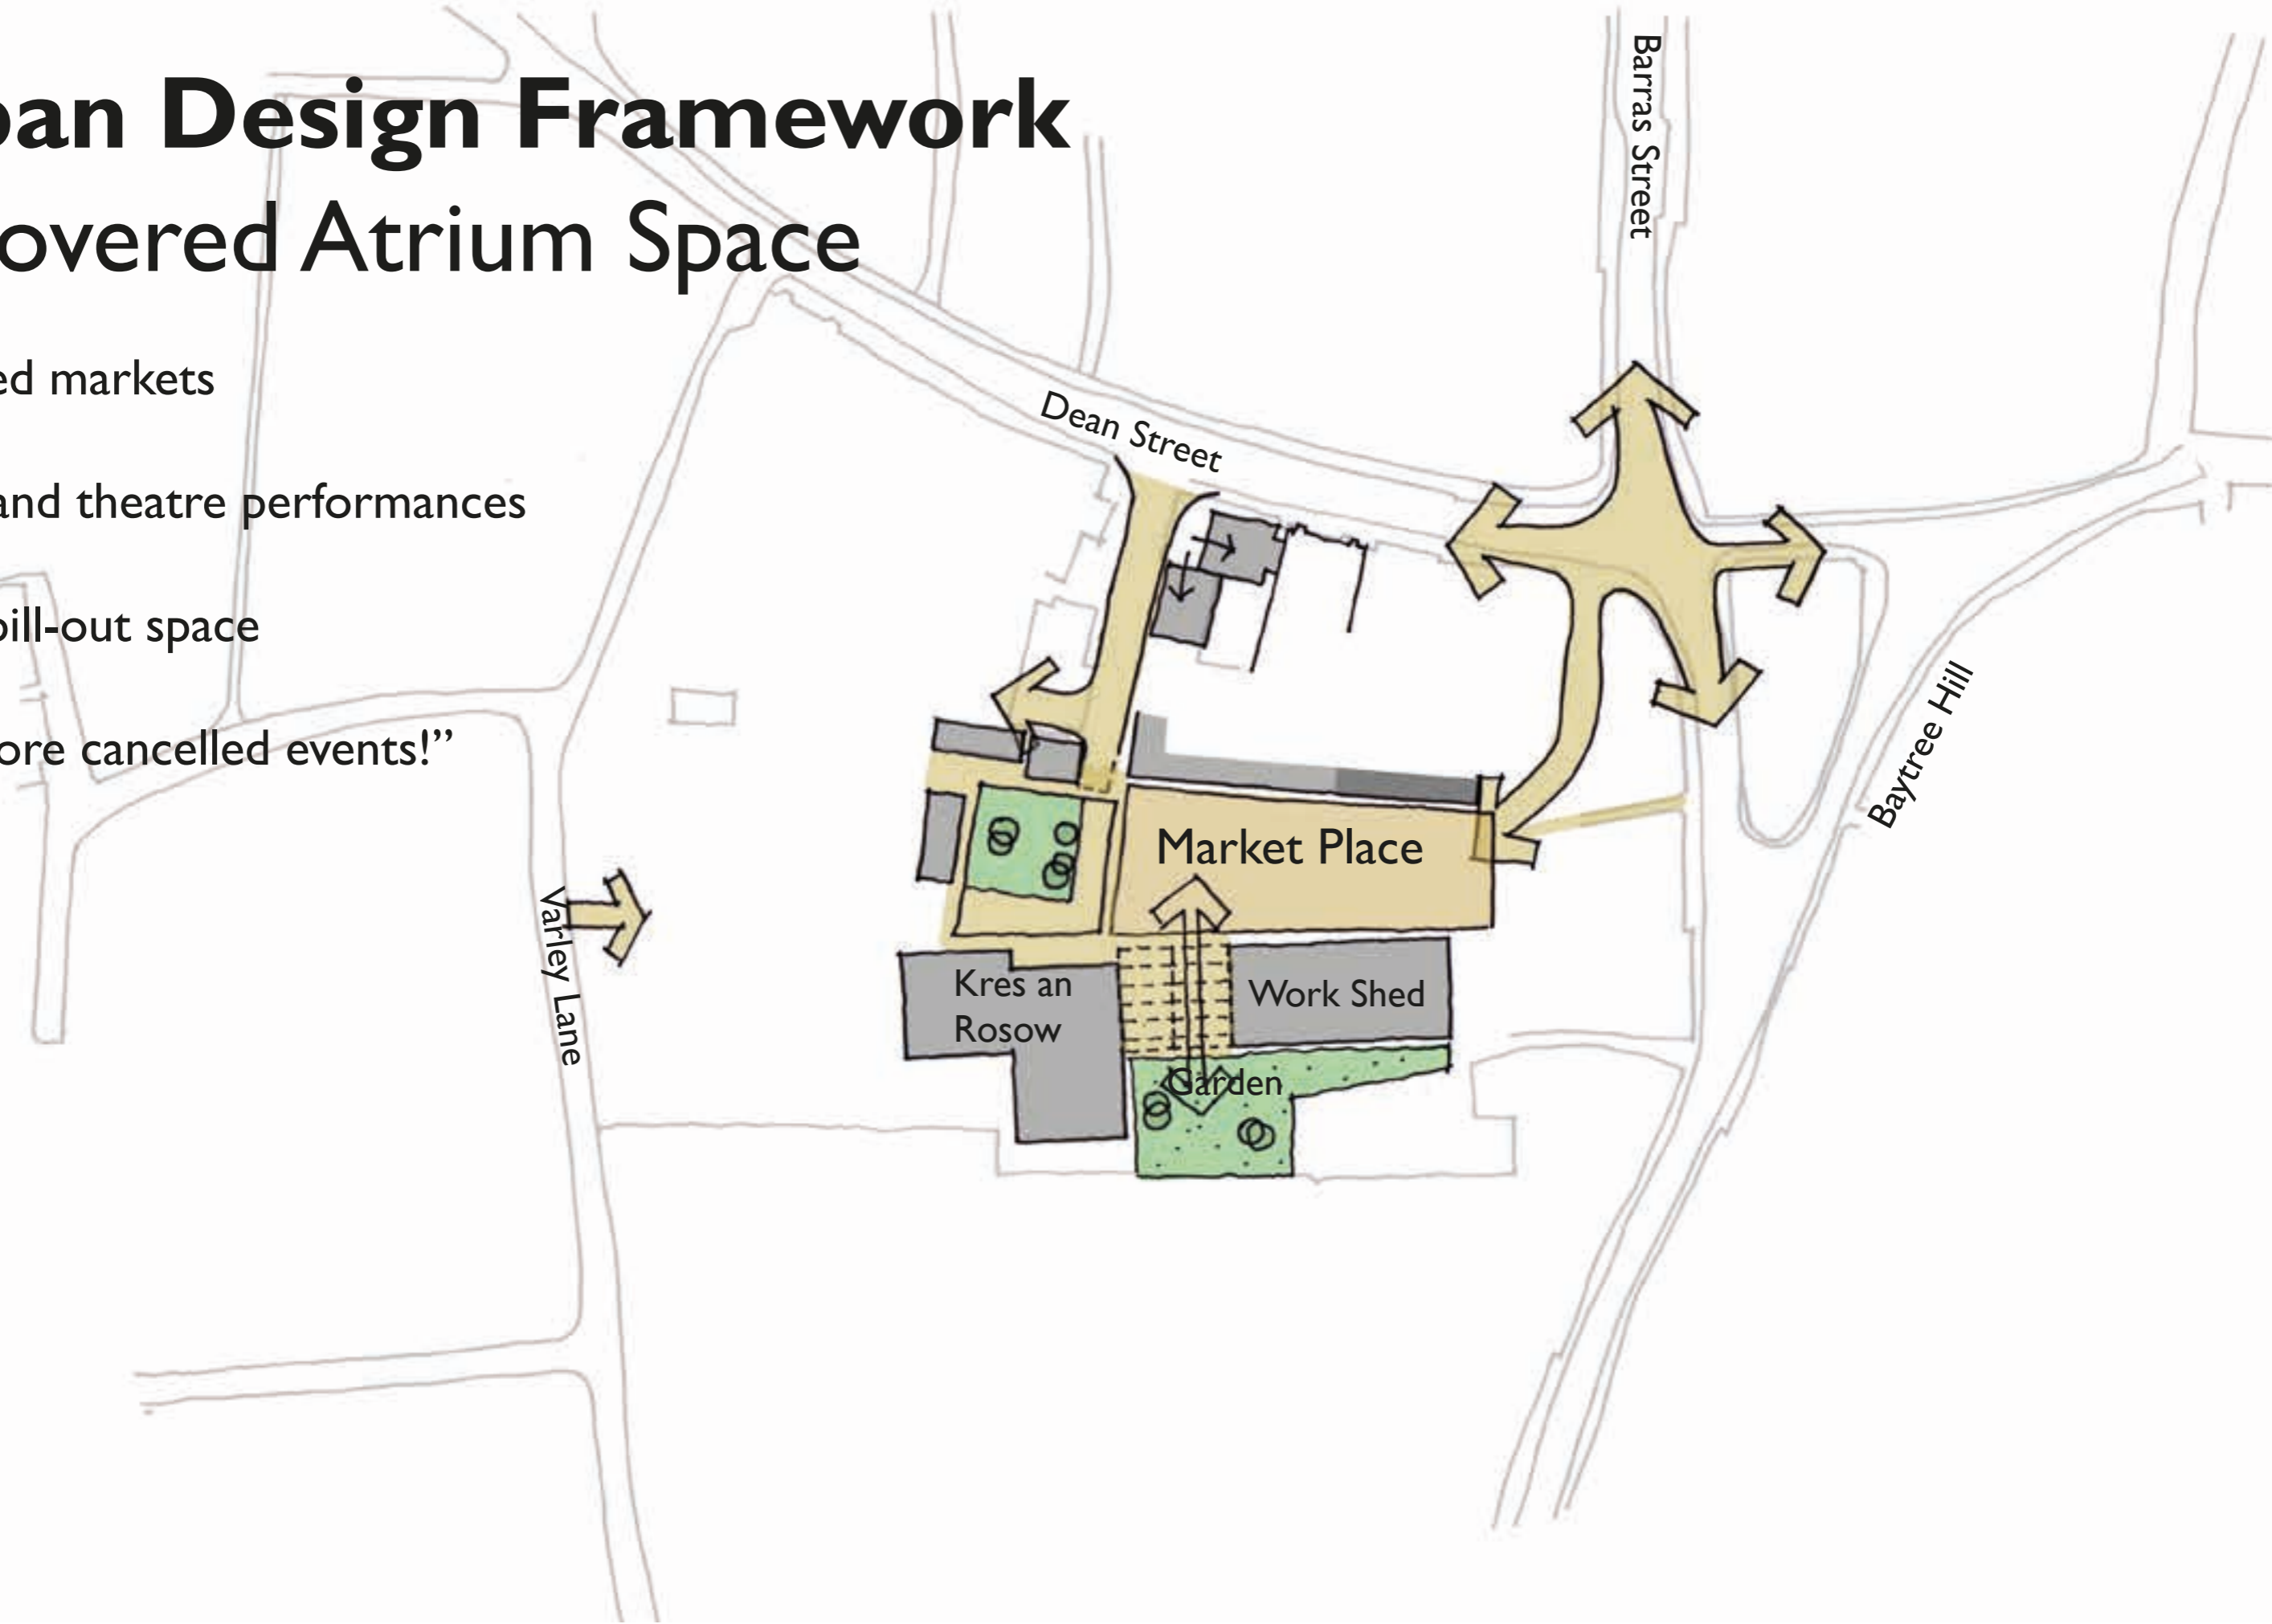 ban Design Framework
overed Atrium Space
ed markets
and theatre performances
pill-out space
ore cancelled events!”
Barras Street
Dean Street
Baytree Hill
Market Place
Varley Lane
Kres an
Rosow
Work Shed
Garden